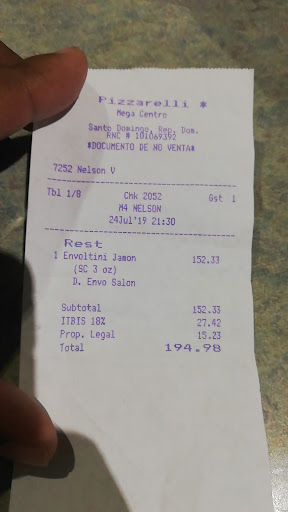 Pizzarelli *
Mega Centro
Santo Domingo, Rep. Dom.
RNC # 101069392
*DOCUMENTO DE NO VENTA*
7252 Nelson V
Tbl 1/8 Chk 2052 Gst 1
M4 NELSON
24Jul'19 21:30
Rest
1 Envoltini Jamon 152.33
(SC 3 oz)
D. Envo Salon
Subtotal 152.33
ITBIS 18% 27.42
Prop. Legal 15.23
Total 194.98